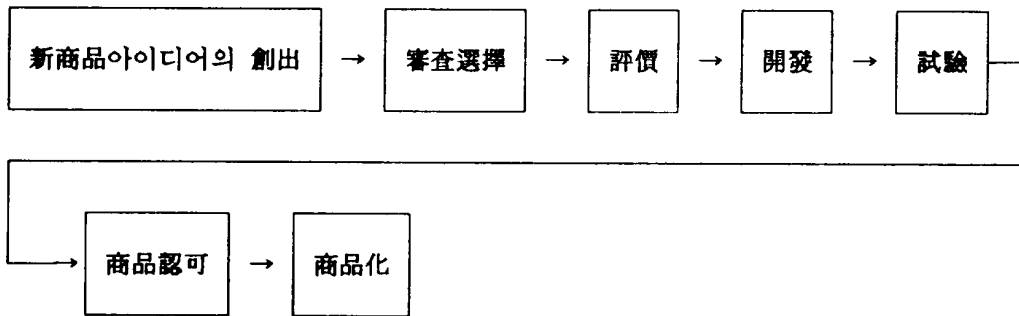 新商品아이디어의 創出 → 審査選擇 → 評價 → 開發 → 試驗
→ 商品認可 → 商品化